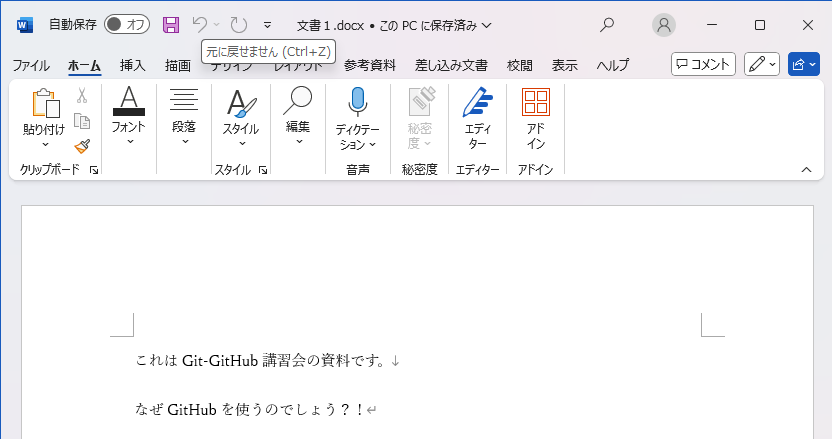 自動保存 オフ 文書１.docx • この PC に保存済み
元に戻せません (Ctrl+Z)
ファイル ホーム 挿入 描画 デザイン レイアウト 参考資料 差し込み文書 校閲 表示 ヘルプ コメント
貼り付け フォント 段落 スタイル 編集 ディクテーション 秘密度 エディター アドイン
クリップボード スタイル 音声 秘密度 エディター アドイン
これは Git-GitHub 講習会の資料です。↓
なぜ GitHub を使うのでしょう？！↵